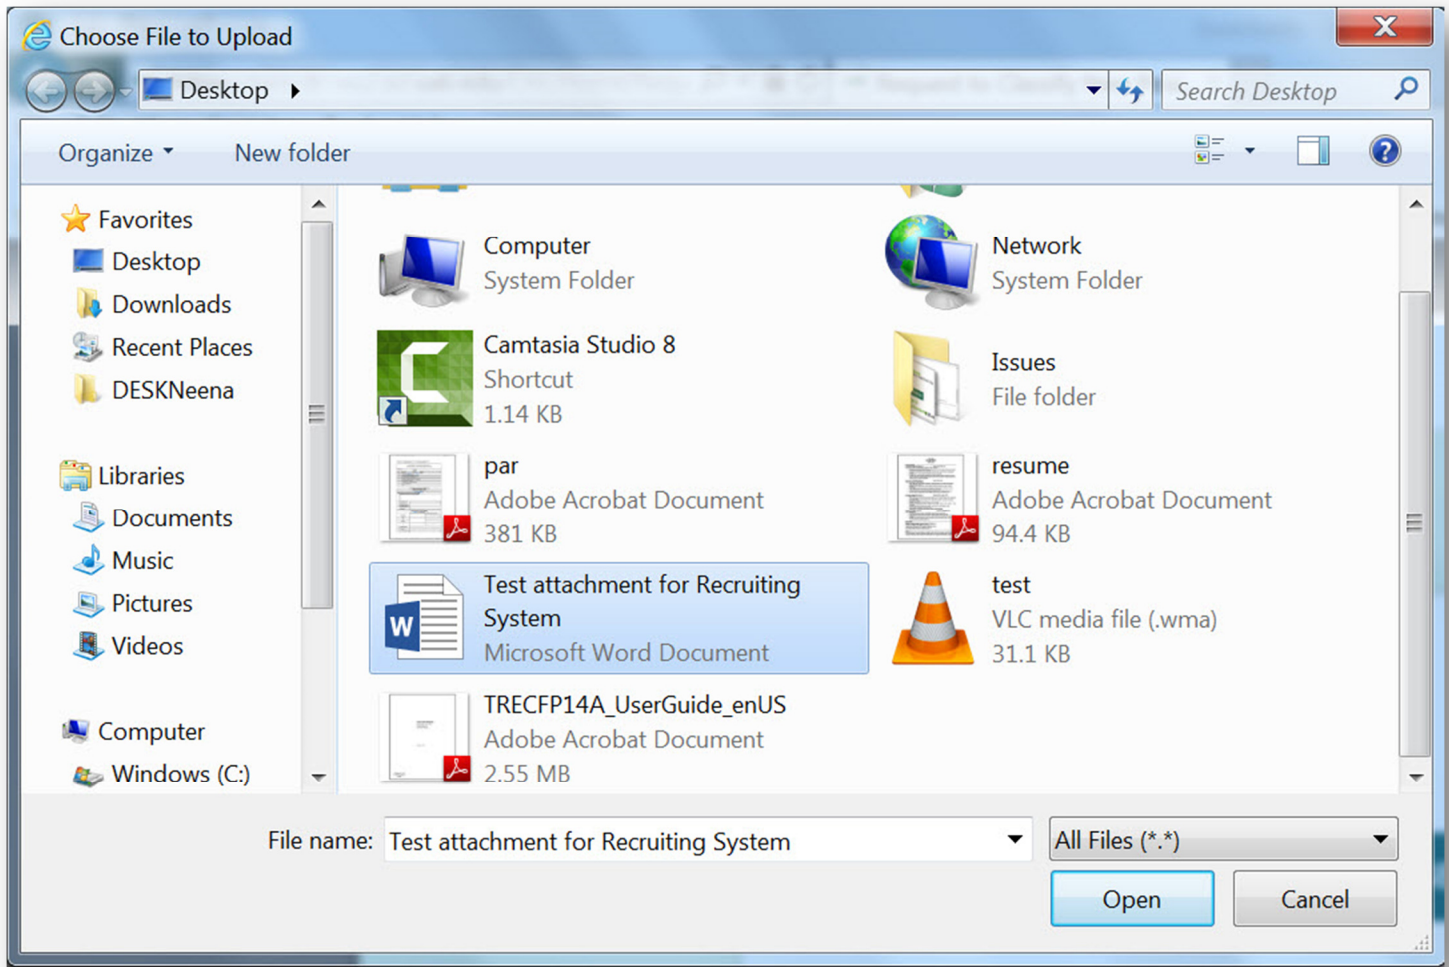 Choose File to Upload
Desktop
Search Desktop
Organize
New folder
Favorites
Desktop
Downloads
Recent Places
DESKNeena
Libraries
Documents
Music
Pictures
Videos
Computer
Windows (C:)
Computer
System Folder
Network
System Folder
Camtasia Studio 8
Shortcut
1.14 KB
Issues
File folder
par
Adobe Acrobat Document
381 KB
resume
Adobe Acrobat Document
94.4 KB
Test attachment for Recruiting
System
Microsoft Word Document
test
VLC media file (.wma)
31.1 KB
TRECFP14A_UserGuide_enUS
Adobe Acrobat Document
2.55 MB
File name: Test attachment for Recruiting System
All Files (*.*)
Open
Cancel